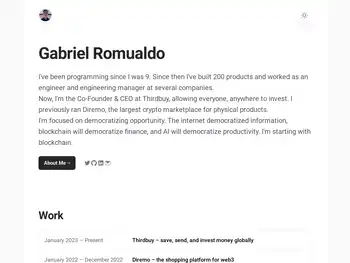 Gabriel Romualdo
I've been programming since I was 9. Since then I've built 200 products and worked as an
engineer and engineering manager at several companies.
Now, I'm the Co-Founder & CEO at Thirdbuy, allowing everyone, anywhere to invest. I
previously ran Diremo, the largest crypto marketplace for physical products.
I'm focused on democratizing opportunity. The internet democratized information,
blockchain will democratize finance, and AI will democratize productivity. I'm starting with
blockchain.
About Me →
Work
January 2023 – Present Thirdbuy – save, send, and invest money globally
January 2022 – December 2022 Diremo – the shopping platform for web3